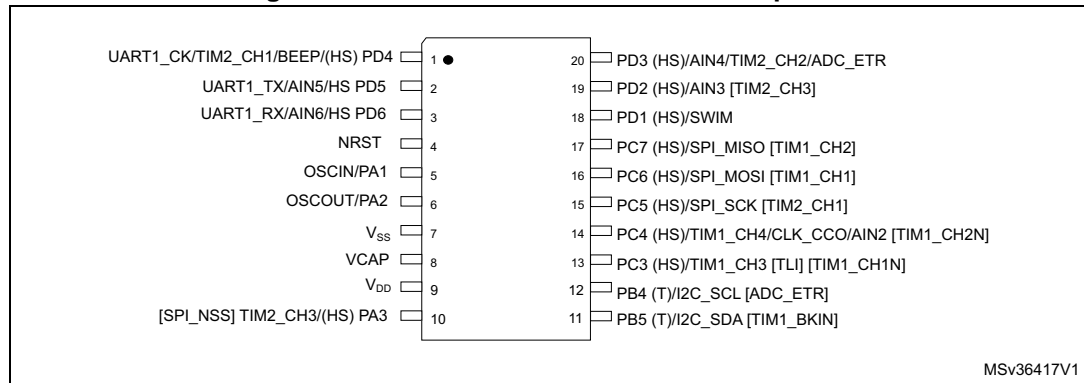 UART1_CK/TIM2_CH1/BEEP/(HS) PD4 1 20 PD3 (HS)/AIN4/TIM2_CH2/ADC_ETR
UART1_TX/AIN5/HS PD5 2 19 PD2 (HS)/AIN3 [TIM2_CH3]
UART1_RX/AIN6/HS PD6 3 18 PD1 (HS)/SWIM
NRST 4 17 PC7 (HS)/SPI_MISO [TIM1_CH2]
OSCIN/PA1 5 16 PC6 (HS)/SPI_MOSI [TIM1_CH1]
OSCOUT/PA2 6 15 PC5 (HS)/SPI_SCK [TIM2_CH1]
VSS 7 14 PC4 (HS)/TIM1_CH4/CLK_CCO/AIN2 [TIM1_CH2N]
VCAP 8 13 PC3 (HS)/TIM1_CH3 [TLI] [TIM1_CH1N]
VDD 9 12 PB4 (T)/I2C_SCL [ADC_ETR]
[SPI_NSS] TIM2_CH3/(HS) PA3 10 11 PB5 (T)/I2C_SDA [TIM1_BKIN]
MSv36417V1